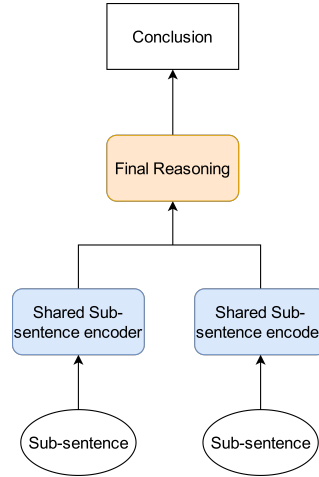 Conclusion
Final Reasoning
Shared Sub-
sentence encoder
Shared Sub-
sentence encode
Sub-sentence
Sub-sentence